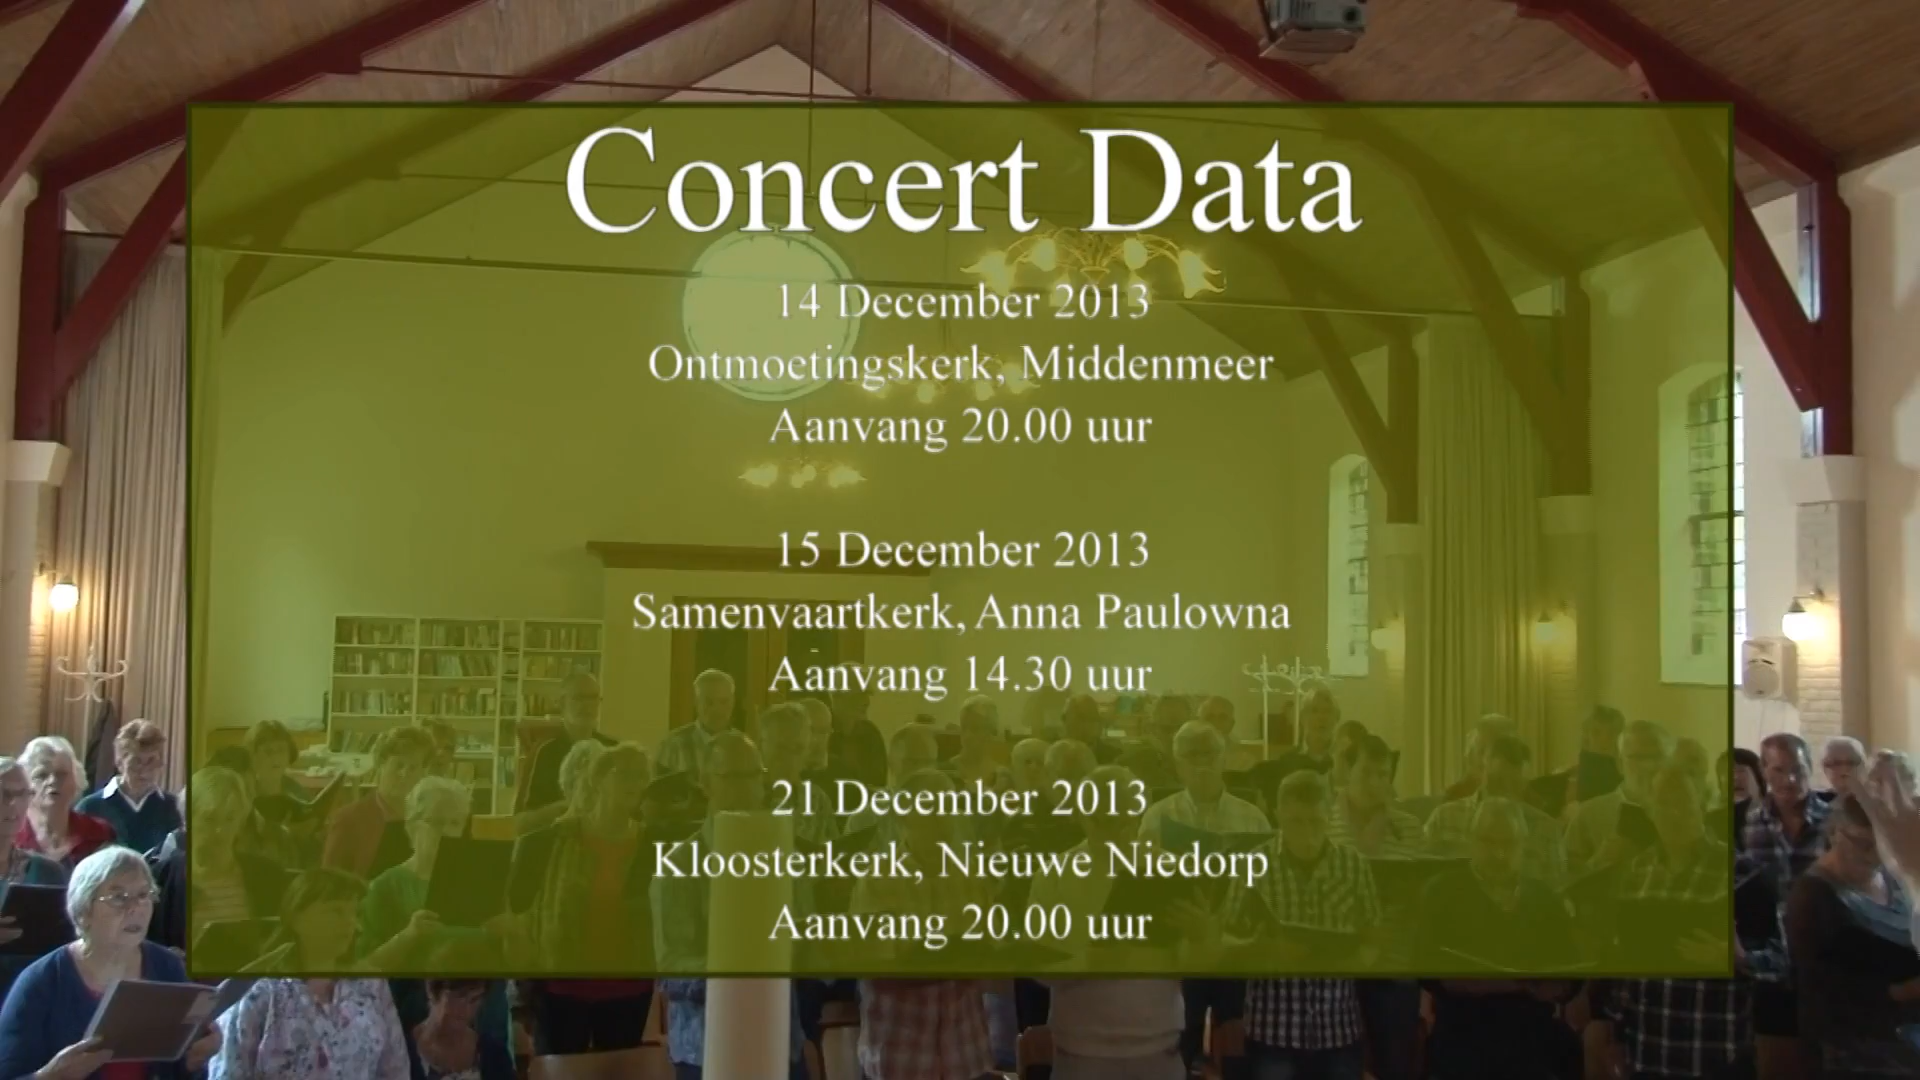 Concert Data
14 December 2013
Ontmoetingskerk, Middenmeer
Aanvang 20.00 uur
15 December 2013
Samenvaartkerk, Anna Paulowna
Aanvang 14.30 uur
21 December 2013
Kloosterkerk, Nieuwe Niedorp
Aanvang 20.00 uur